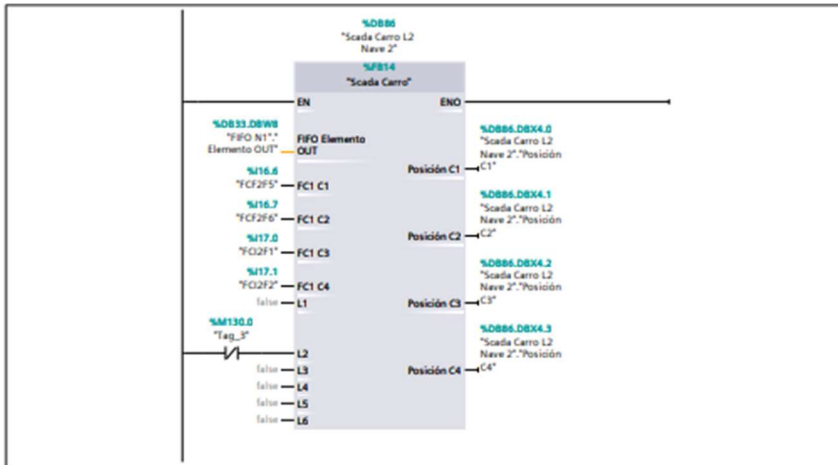 %DB86
"Scada Carro L2
Nave 2"
%FB14
"Scada Carro"
EN
ENO
%DB33.DBW8
"FIFO N1"."
Elemento OUT"
FIFO Elemento
OUT
%I16.6
"FCF2F5"
FC1 C1
%I16.7
"FCF2F6"
FC1 C2
%I17.0
"FCI2F1"
FC1 C3
%I17.1
"FCI2F2"
FC1 C4
false
L1
%M130.0
"Tag_3"
L2
false
L3
false
L4
false
L5
false
L6
%DB86.DBX4.0
"Scada Carro L2
Nave 2"."Posición
Posición C1
C1"
%DB86.DBX4.1
"Scada Carro L2
Nave 2"."Posición
Posición C2
C2"
%DB86.DBX4.2
"Scada Carro L2
Nave 2"."Posición
Posición C3
C3"
%DB86.DBX4.3
"Scada Carro L2
Nave 2"."Posición
Posición C4
C4"